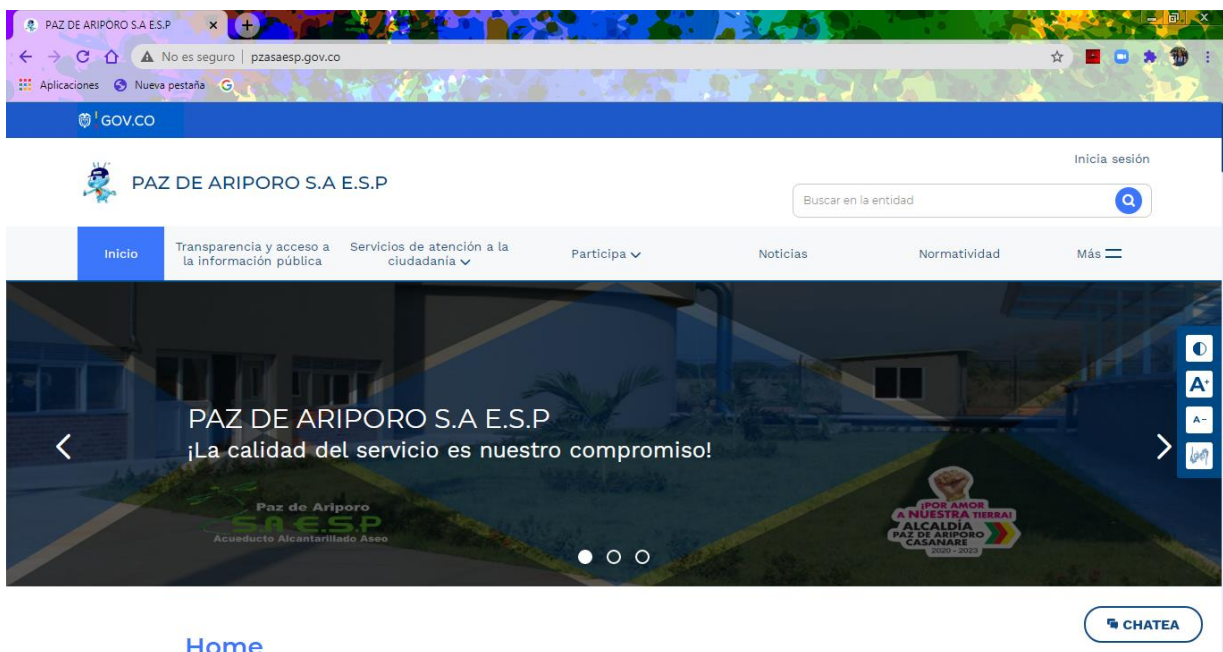 PAZ DE ARIPORO S.A E.S.P
No es seguro | pzasaesp.gov.co
Aplicaciones Nueva pestaña
GOV.CO
Inicia sesión
PAZ DE ARIPORO S.A E.S.P
Buscar en la entidad
Inicio
Transparencia y acceso a
la información pública
Servicios de atención a la
ciudadanía
Participa
Noticias
Normatividad
Más
A+
A-
PAZ DE ARIPORO S.A E.S.P
¡La calidad del servicio es nuestro compromiso!
Paz de Ariporo
S.A E.S.P
Acueducto Alcantarillado Aseo
¡POR AMOR
A NUESTRA TIERRA!
ALCALDÍA
PAZ DE ARIPORO
CASANARE
2020 - 2023
CHATEA
Home